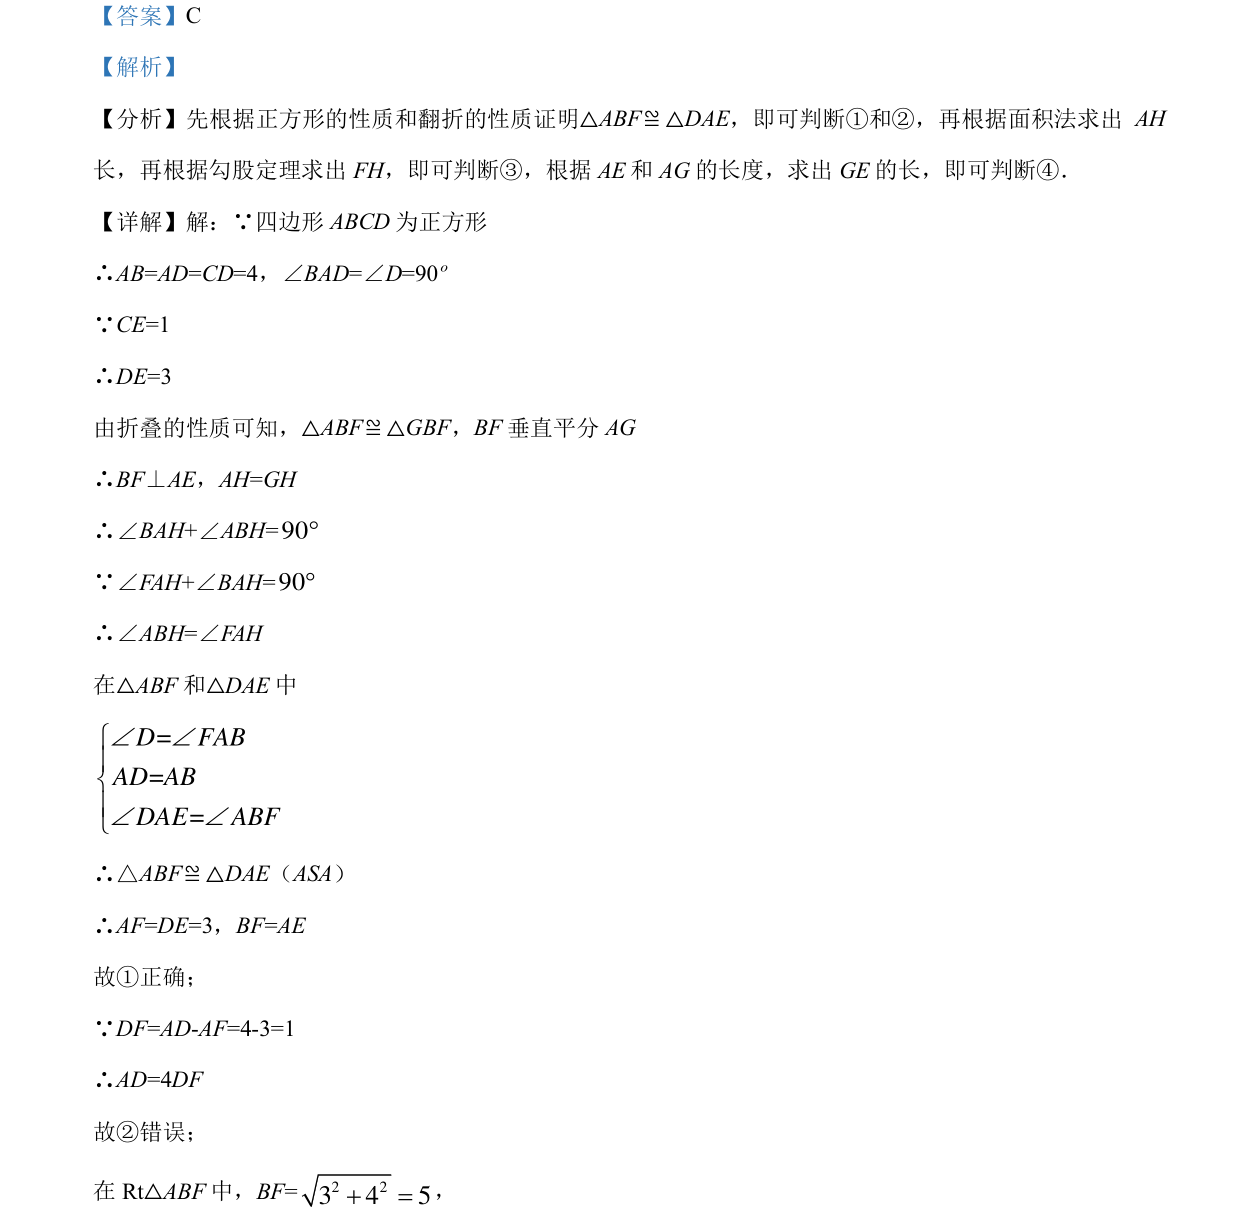 【答案】C
【解析】
【分析】先根据正方形的性质和翻折的性质证明△ABF≌△DAE，即可判断①和②，再根据面积法求出 AH
长，再根据勾股定理求出 FH，即可判断③，根据 AE 和 AG 的长度，求出 GE 的长，即可判断④．
【详解】解：∵四边形 ABCD 为正方形
∴AB=AD=CD=4，∠BAD=∠D=90º
∵CE=1
∴DE=3
由折叠的性质可知，△ABF≌△GBF，BF 垂直平分 AG
∴BF⊥AE，AH=GH
∴∠BAH+∠ABH=90°
∵∠FAH+∠BAH=90°
∴∠ABH=∠FAH
在△ABF 和△DAE 中
∠D=∠FAB
AD=AB
∠DAE=∠ABF
∴△ABF≌△DAE（ASA）
∴AF=DE=3，BF=AE
故①正确；
∵DF=AD-AF=4-3=1
∴AD=4DF
故②错误；
在 Rt△ABF 中，BF=√(3²+4²)=5，